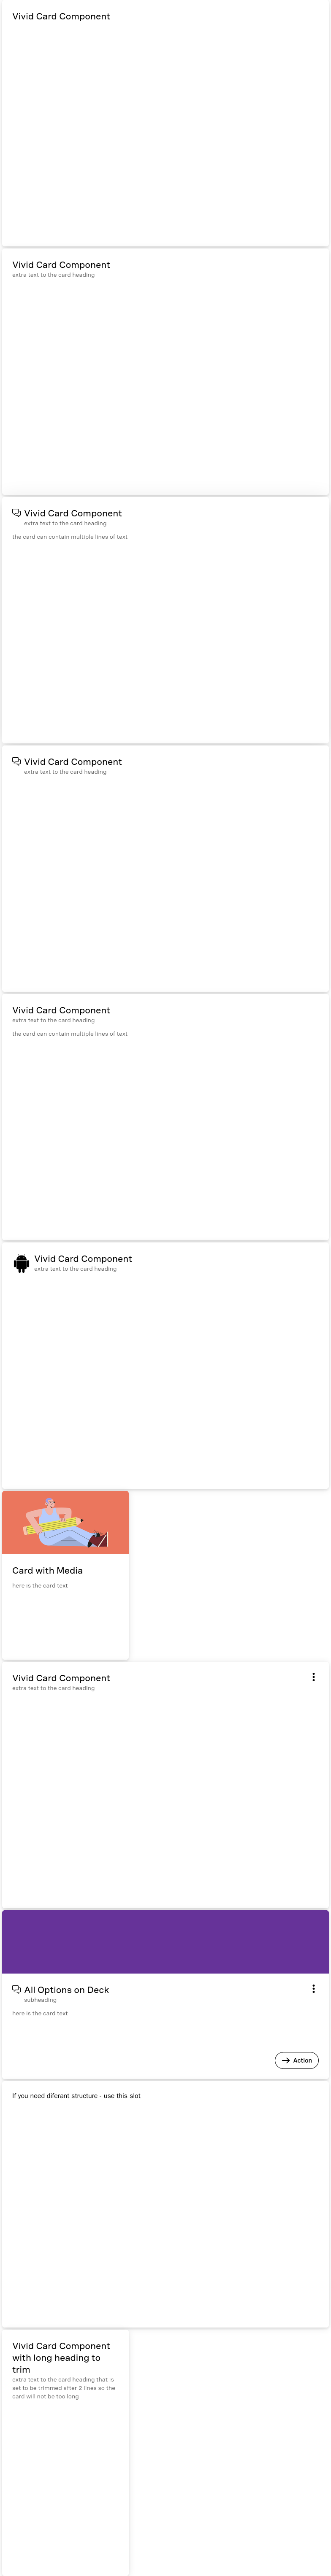 Vivid Card Component
Vivid Card Component
extra text to the card heading
Vivid Card Component
extra text to the card heading
the card can contain multiple lines of text
Vivid Card Component
extra text to the card heading
Vivid Card Component
extra text to the card heading
the card can contain multiple lines of text
Vivid Card Component
extra text to the card heading
Card with Media
here is the card text
Vivid Card Component
extra text to the card heading
All Options on Deck
subheading
here is the card text
Action
If you need diferant structure - use this slot
Vivid Card Component
with long heading to
trim
extra text to the card heading that is
set to be trimmed after 2 lines so the
card will not be too long